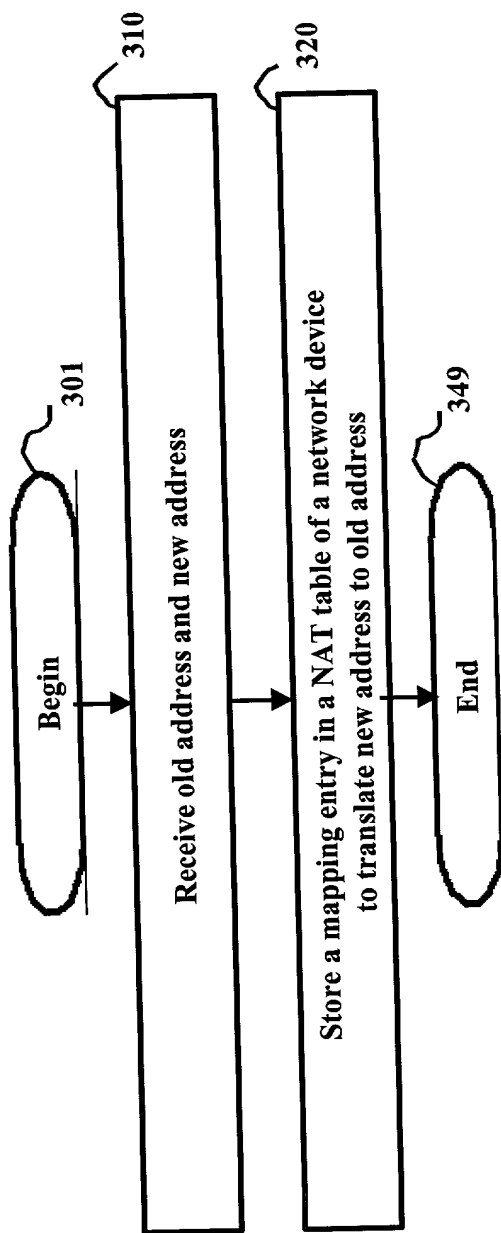 Begin
301
Receive old address and new address
310
Store a mapping entry in a NAT table of a network device
to translate new address to old address
320
End
349